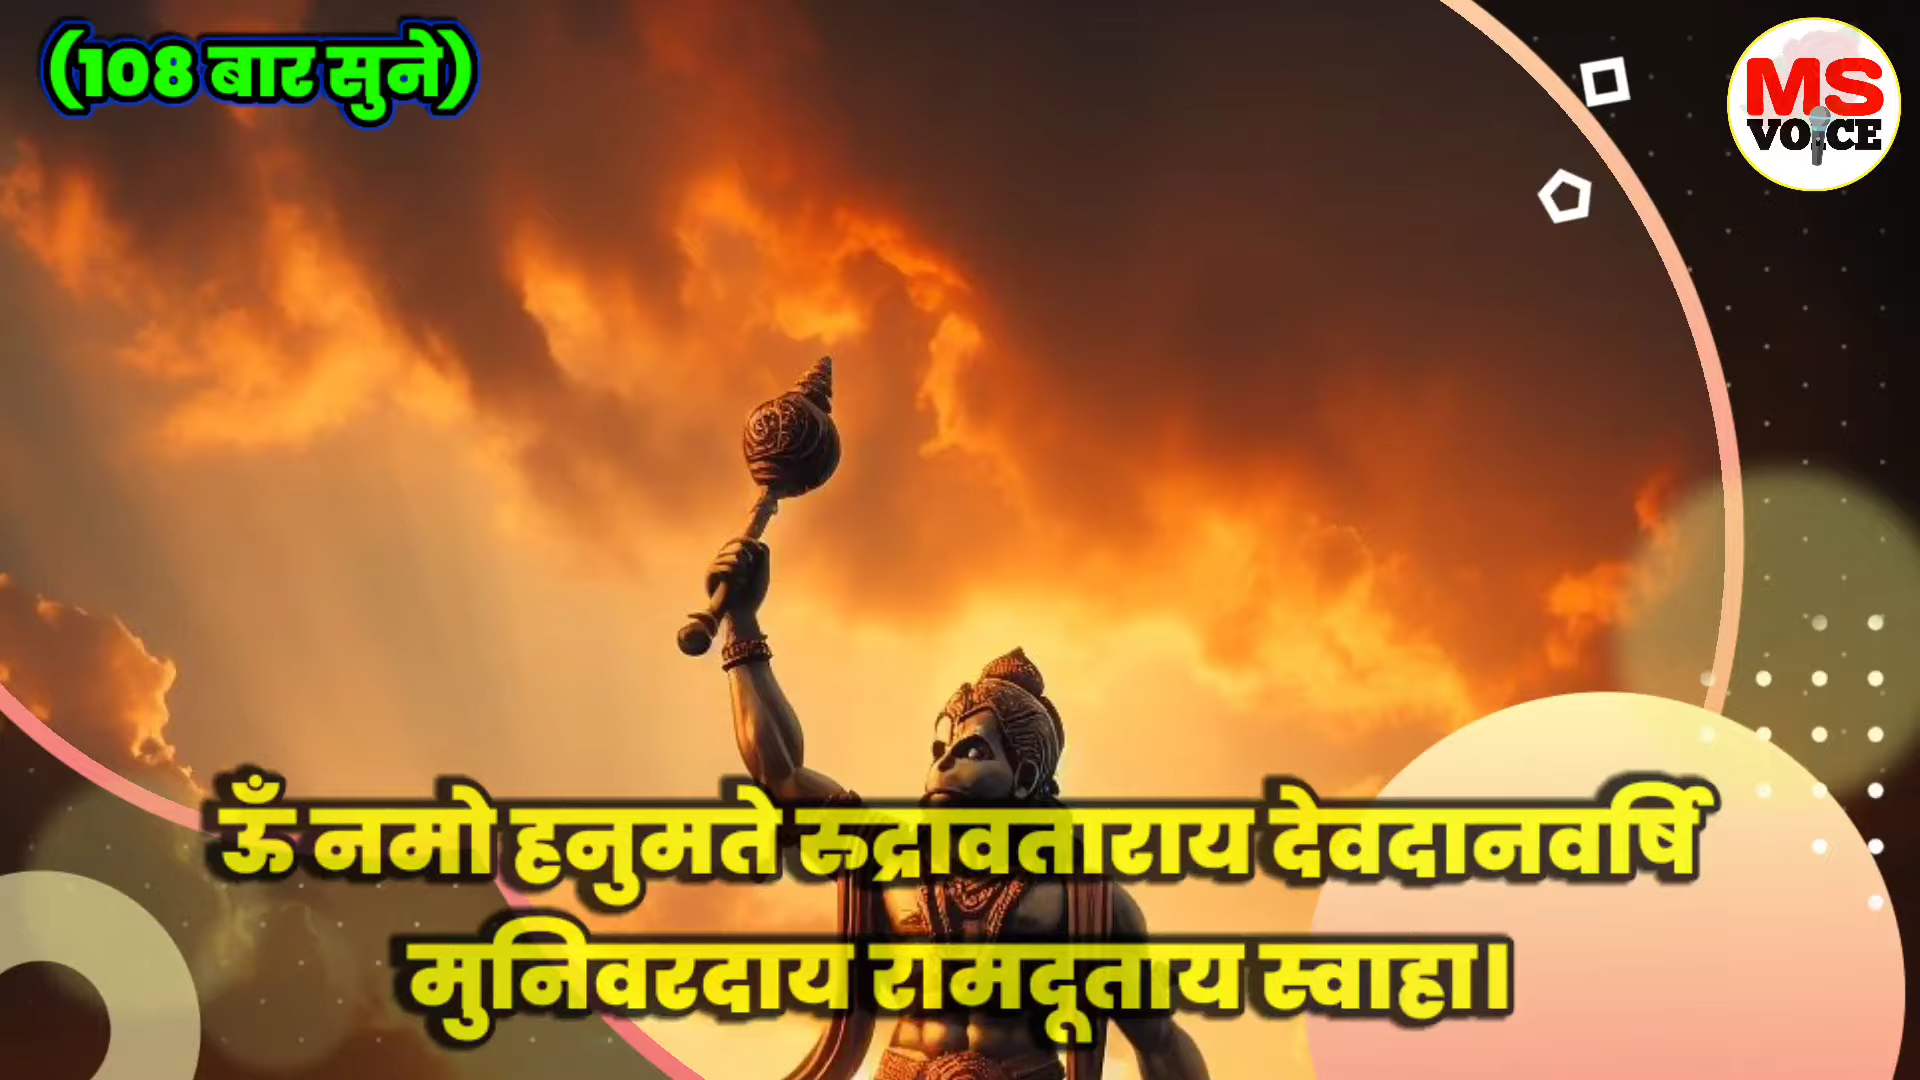 (108 बार सुने)
MS
VOICE
ऊँ नमो हनुमते रुद्रावताराय देवदानवर्षि
मुनिवरदाय रामदूताय स्वाहा।